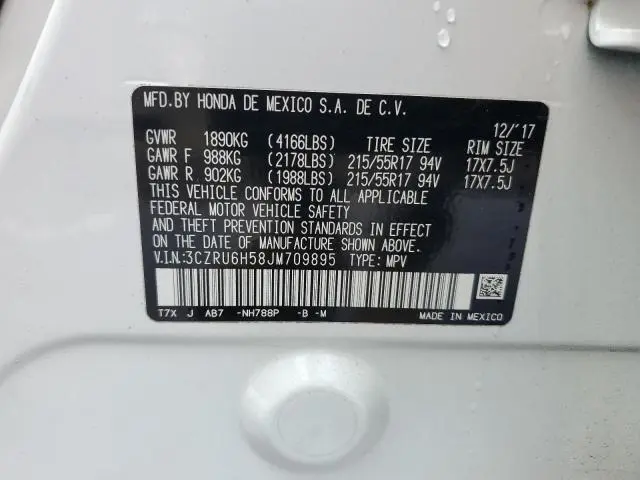 MFD.BY HONDA DE MEXICO S.A. DE C.V.
12/'17
GVWR 1890KG (4166LBS) TIRE SIZE RIM SIZE
GAWR F 988KG (2178LBS) 215/55R17 94V 17X7.5J
GAWR R 902KG (1988LBS) 215/55R17 94V 17X7.5J
THIS VEHICLE CONFORMS TO ALL APPLICABLE
FEDERAL MOTOR VEHICLE SAFETY
AND THEFT PREVENTION STANDARDS IN EFFECT
ON THE DATE OF MANUFACTURE SHOWN ABOVE.
V.I.N:3CZRU6H58JM709895 TYPE: MPV
T7X J AB7 -NH788P -B -M
MADE IN MEXICO